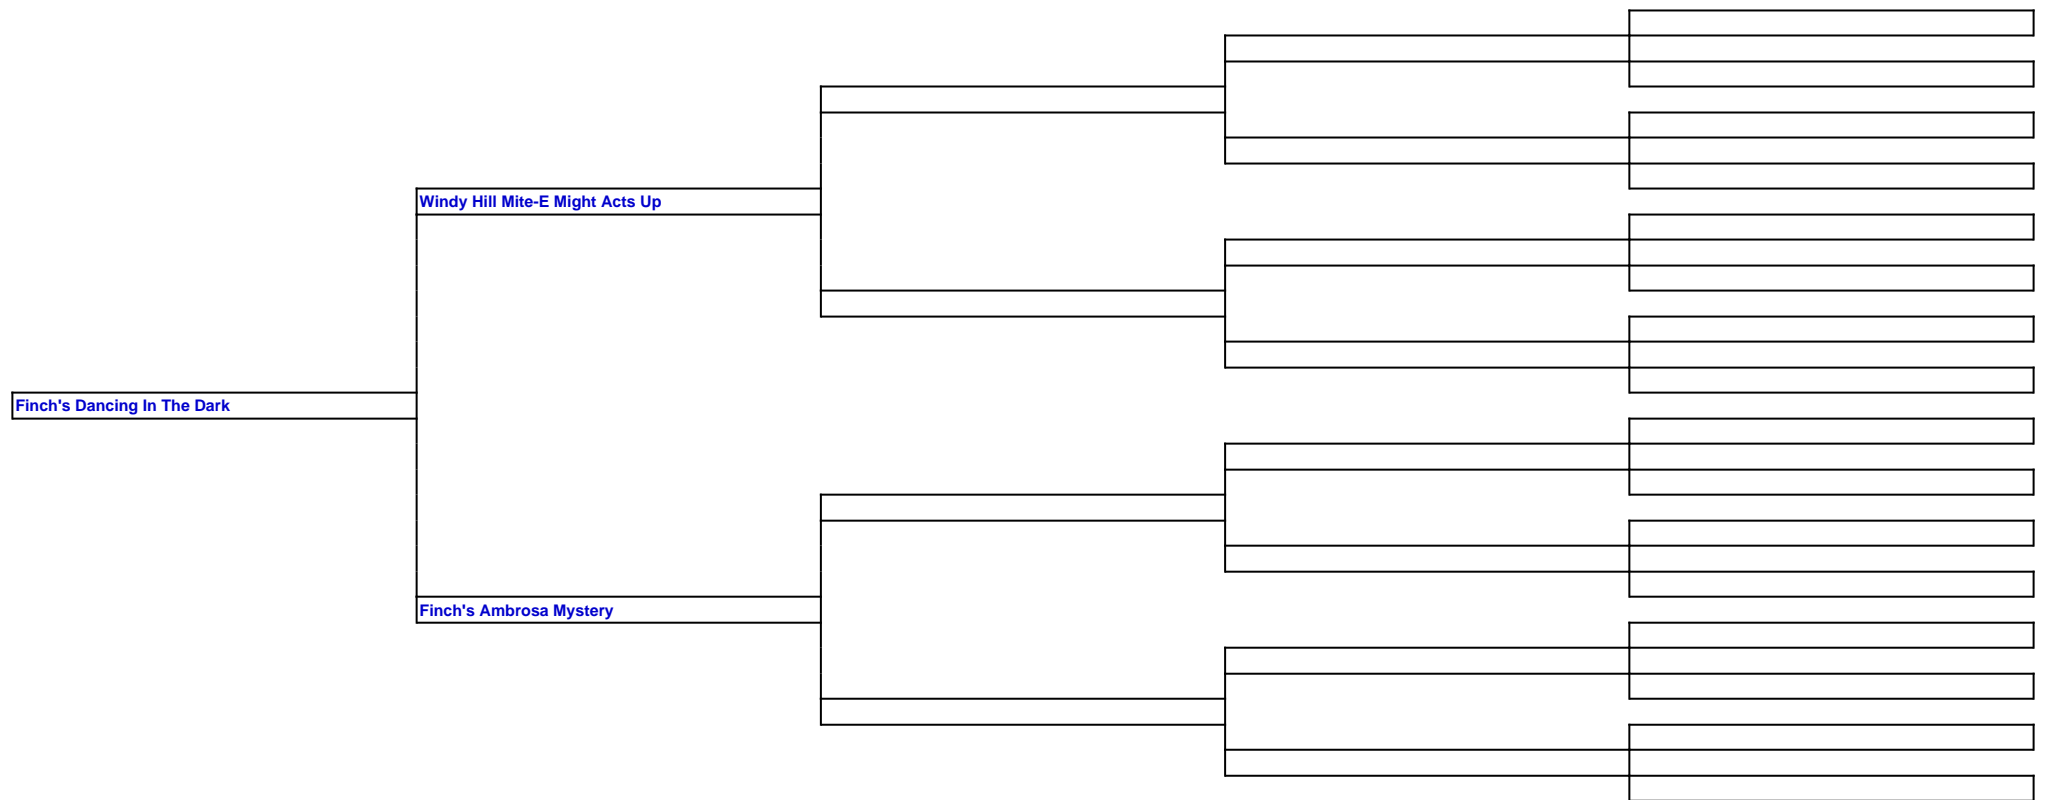 Windy Hill Mite-E Might Acts Up
Finch's Dancing In The Dark
Finch's Ambrosa Mystery